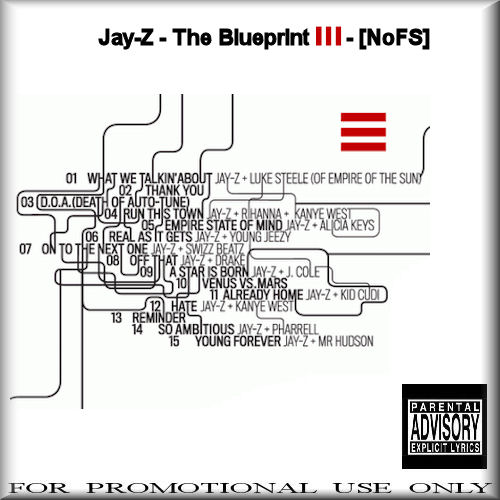 Jay-Z - The Blueprint III - [NoFS]
01 WHAT WE TALKIN' ABOUT JAY-Z + LUKE STEELE (OF EMPIRE OF THE SUN)
02 THANK YOU
03 D.O.A. (DEATH OF AUTO-TUNE)
04 RUN THIS TOWN JAY-Z + RIHANNA + KANYE WEST
05 EMPIRE STATE OF MIND JAY-Z + ALICIA KEYS
06 REAL AS IT GETS JAY-Z + YOUNG JEEZY
07 ON TO THE NEXT ONE JAY-Z + SWIZZ BEATZ
08 OFF THAT JAY-Z + DRAKE
09 A STAR IS BORN JAY-Z + J. COLE
10 VENUS VS. MARS
11 ALREADY HOME JAY-Z + KID CUDI
12 HATE JAY-Z + KANYE WEST
13 REMINDER
14 SO AMBITIOUS JAY-Z + PHARRELL
15 YOUNG FOREVER JAY-Z + MR HUDSON
PARENTAL
ADVISORY
EXPLICIT LYRICS
FOR PROMOTIONAL USE ONLY